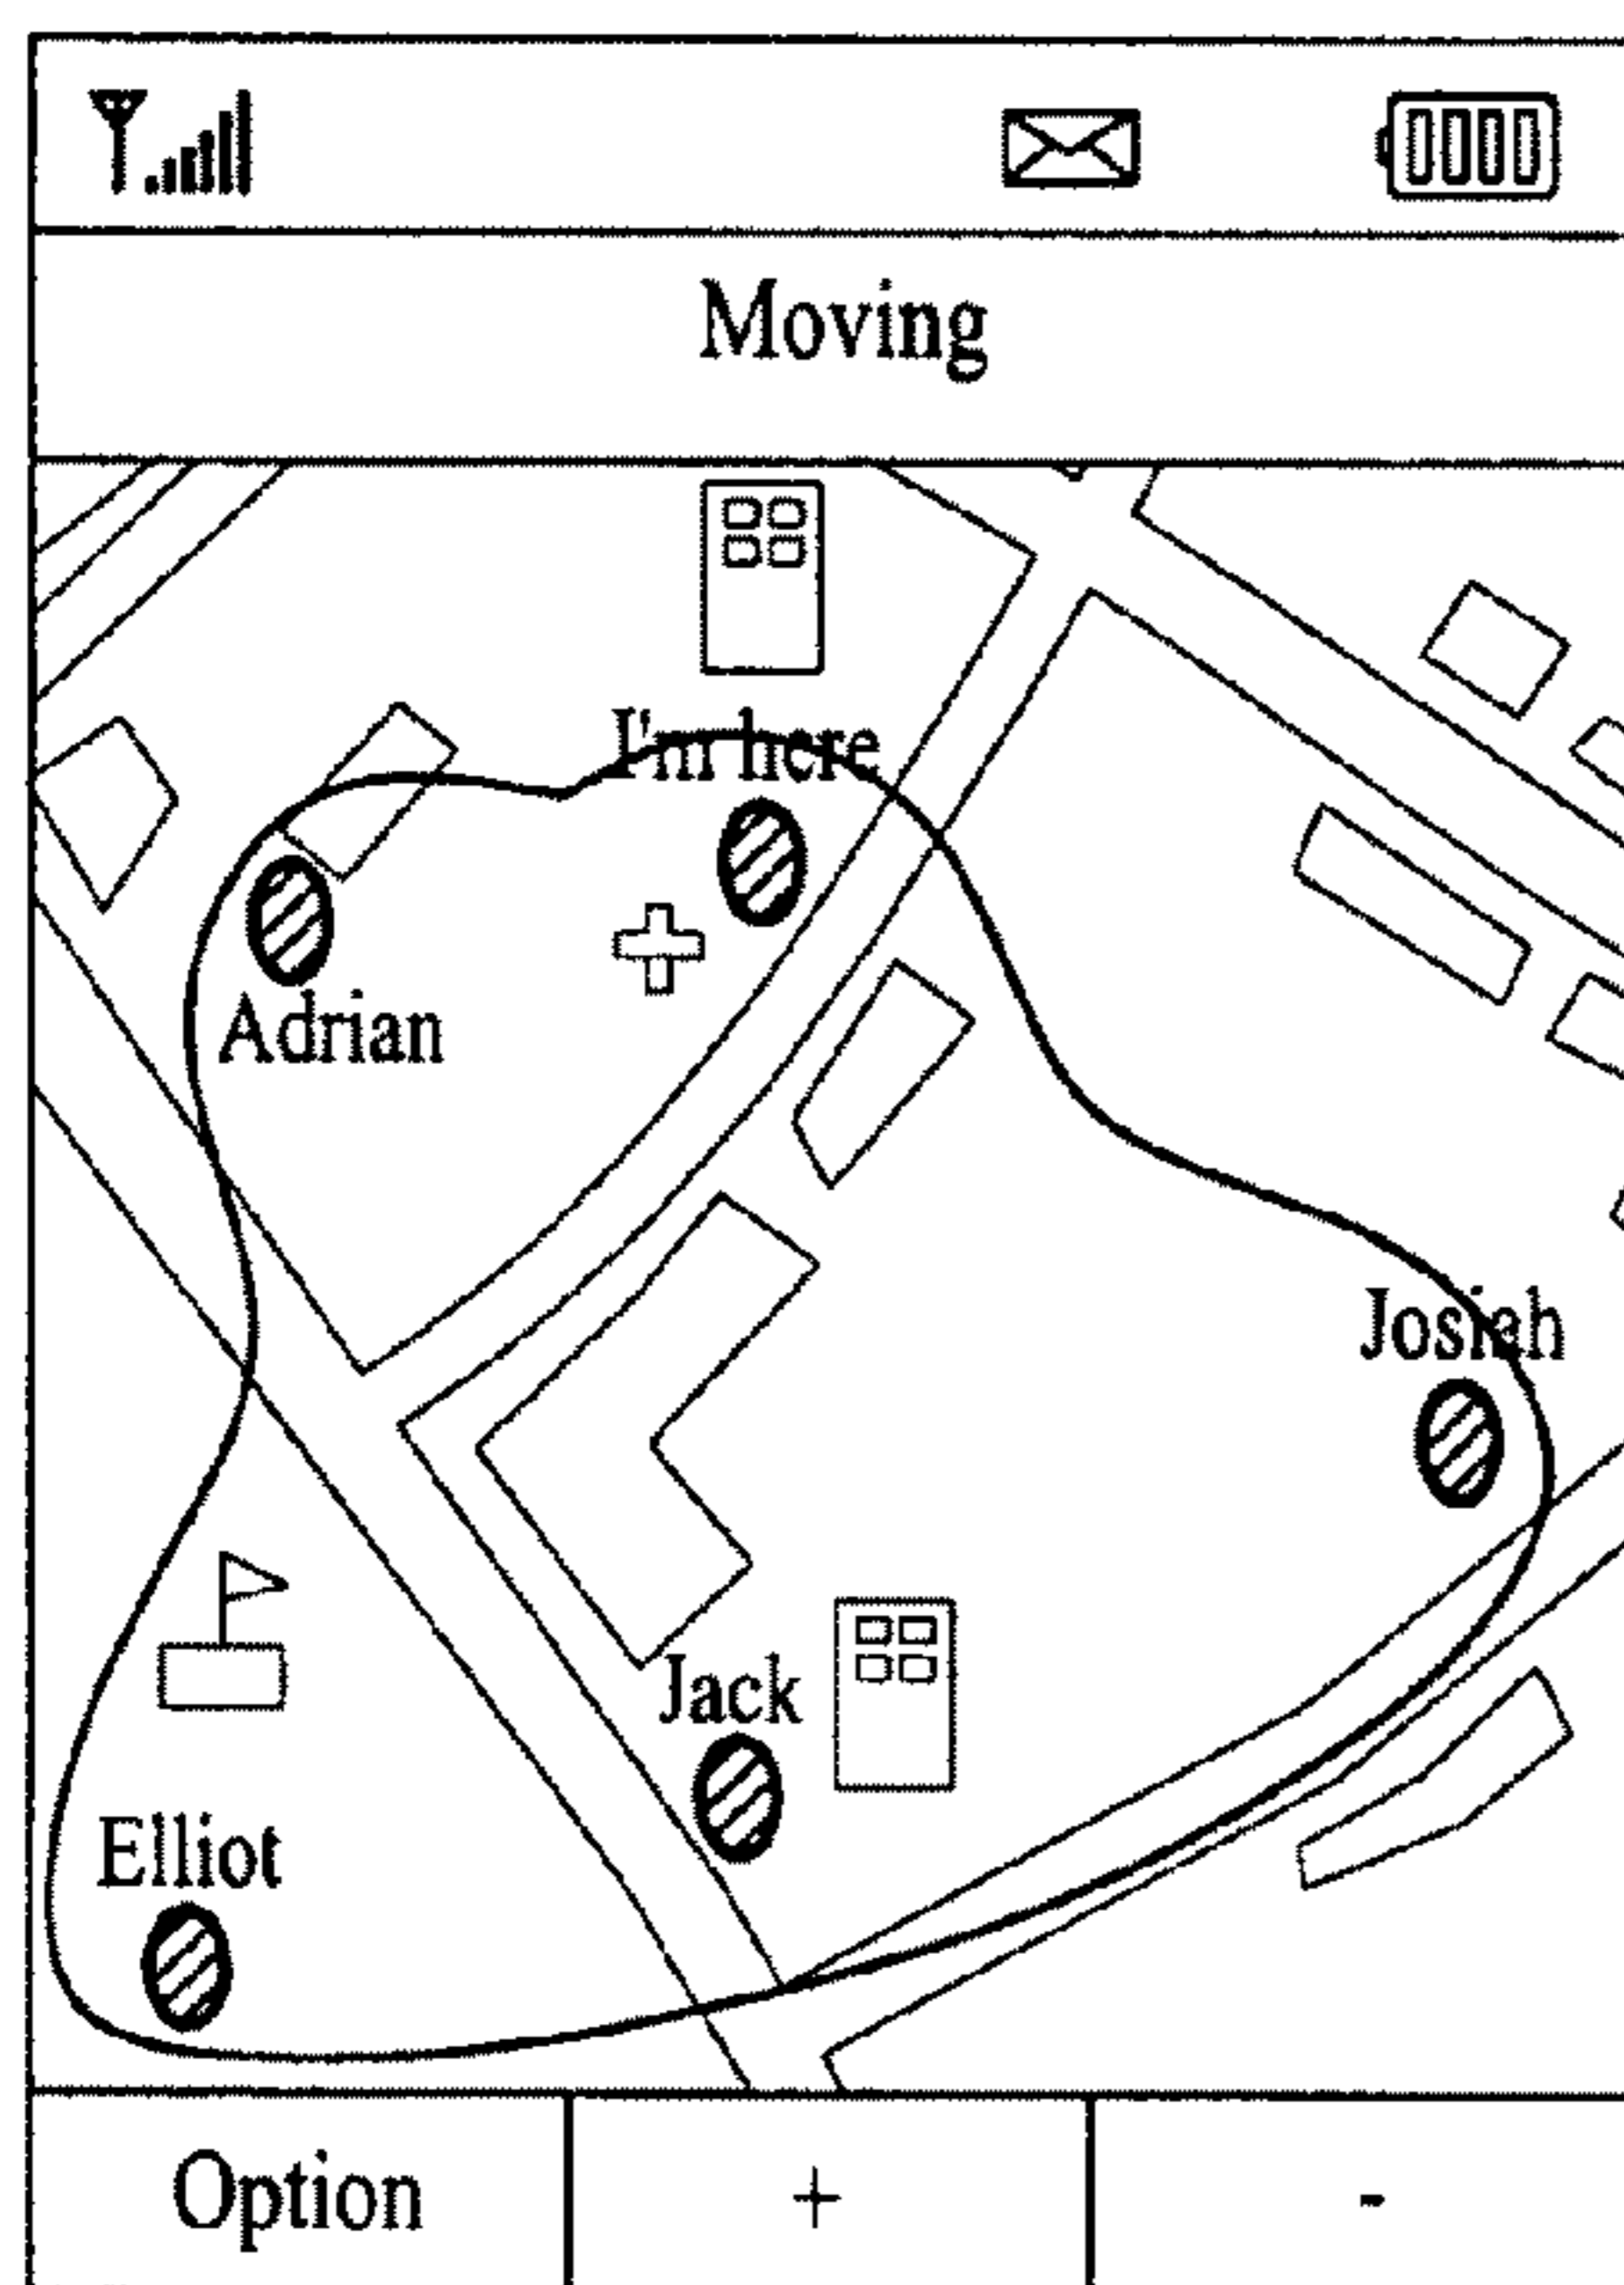 Moving
I'm here
Adrian
Josiah
Jack
Elliot
Option + -